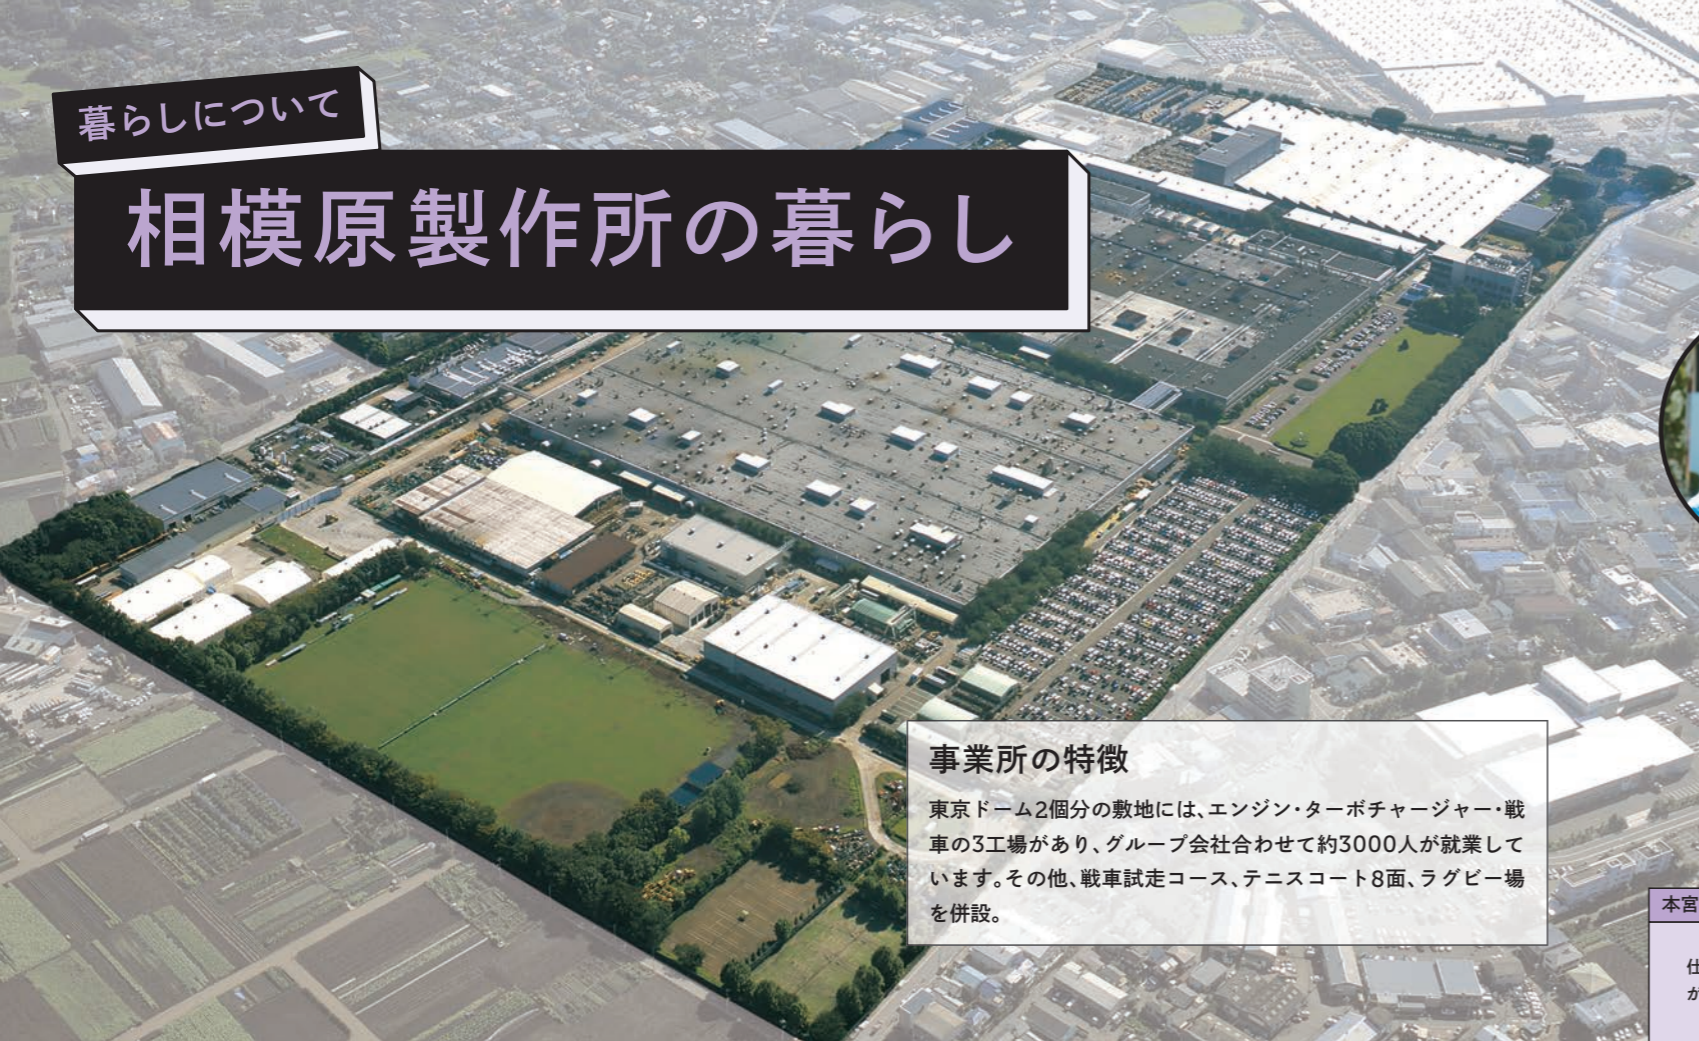 暮らしについて
相模原製作所の暮らし
事業所の特徴
東京ドーム2個分の敷地には、エンジン・ターボチャージャー・戦
車の3工場があり、グループ会社合わせて約3000人が就業して
います。その他、戦車試走コース、テニスコート8面、ラグビー場
を併設。
本宮
仕
が